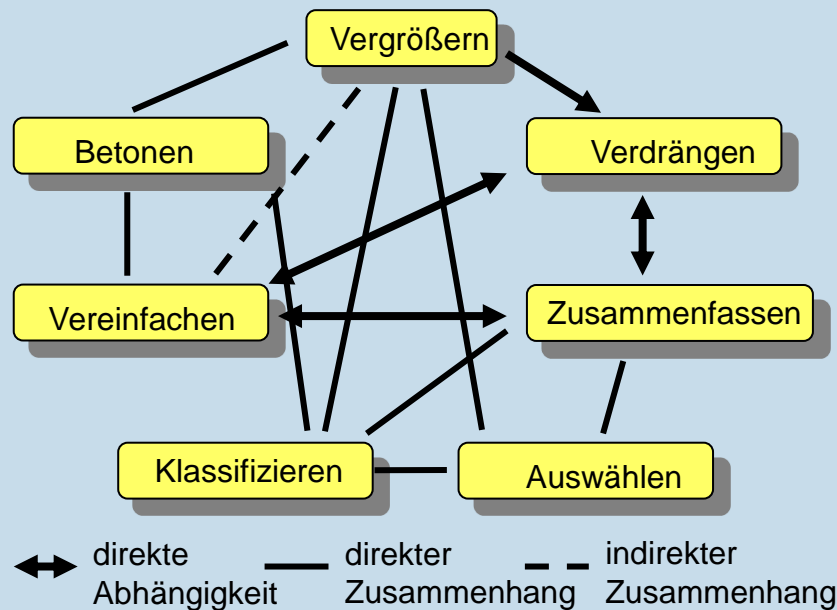 Vergrößern
Betonen
Verdrängen
Vereinfachen
Zusammenfassen
Klassifizieren
Auswählen
direkte
Abhängigkeit
direkter
Zusammenhang
indirekter
Zusammenhang